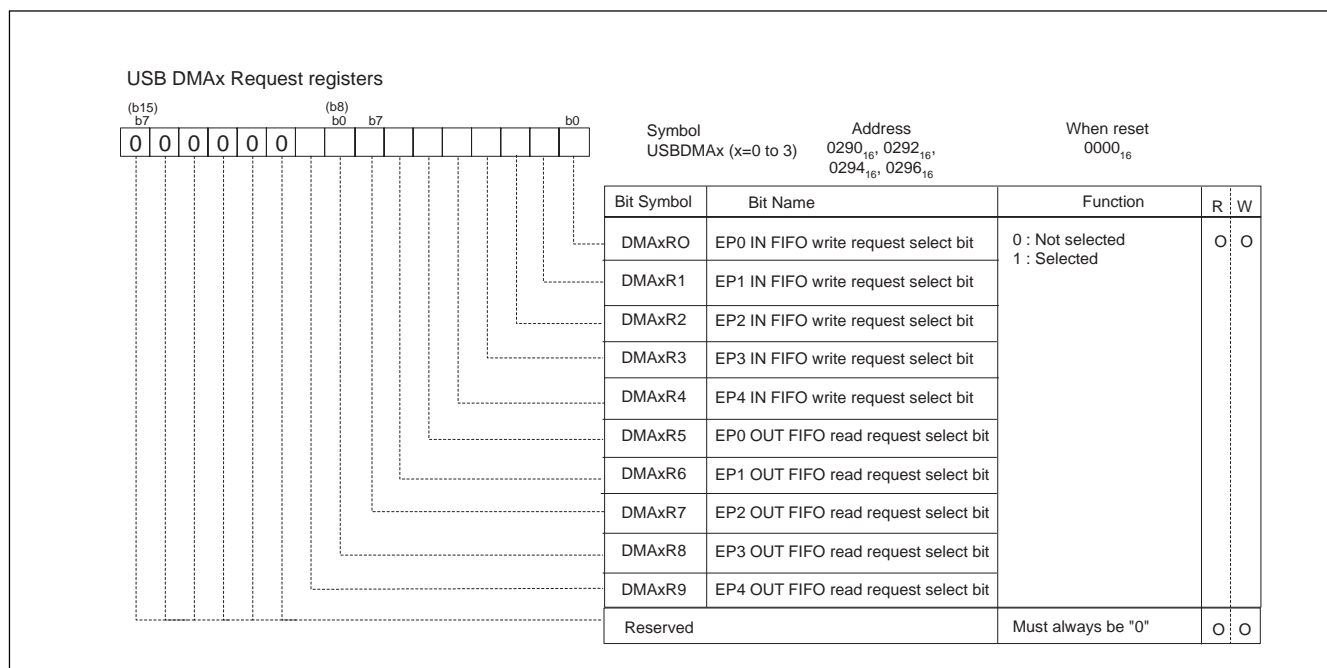 USB DMAx Request registers
(b15) (b8)
b7 b0 b7 b0
0 0 0 0 0 0
Symbol Address When reset
USBDMAx (x=0 to 3) 0290₁₆, 0292₁₆, 0000₁₆
0294₁₆, 0296₁₆
Bit Symbol Bit Name Function R W
DMAxRO EP0 IN FIFO write request select bit 0 : Not selected O O
1 : Selected
DMAxR1 EP1 IN FIFO write request select bit
DMAxR2 EP2 IN FIFO write request select bit
DMAxR3 EP3 IN FIFO write request select bit
DMAxR4 EP4 IN FIFO write request select bit
DMAxR5 EP0 OUT FIFO read request select bit
DMAxR6 EP1 OUT FIFO read request select bit
DMAxR7 EP2 OUT FIFO read request select bit
DMAxR8 EP3 OUT FIFO read request select bit
DMAxR9 EP4 OUT FIFO read request select bit
Reserved Must always be "0" O O